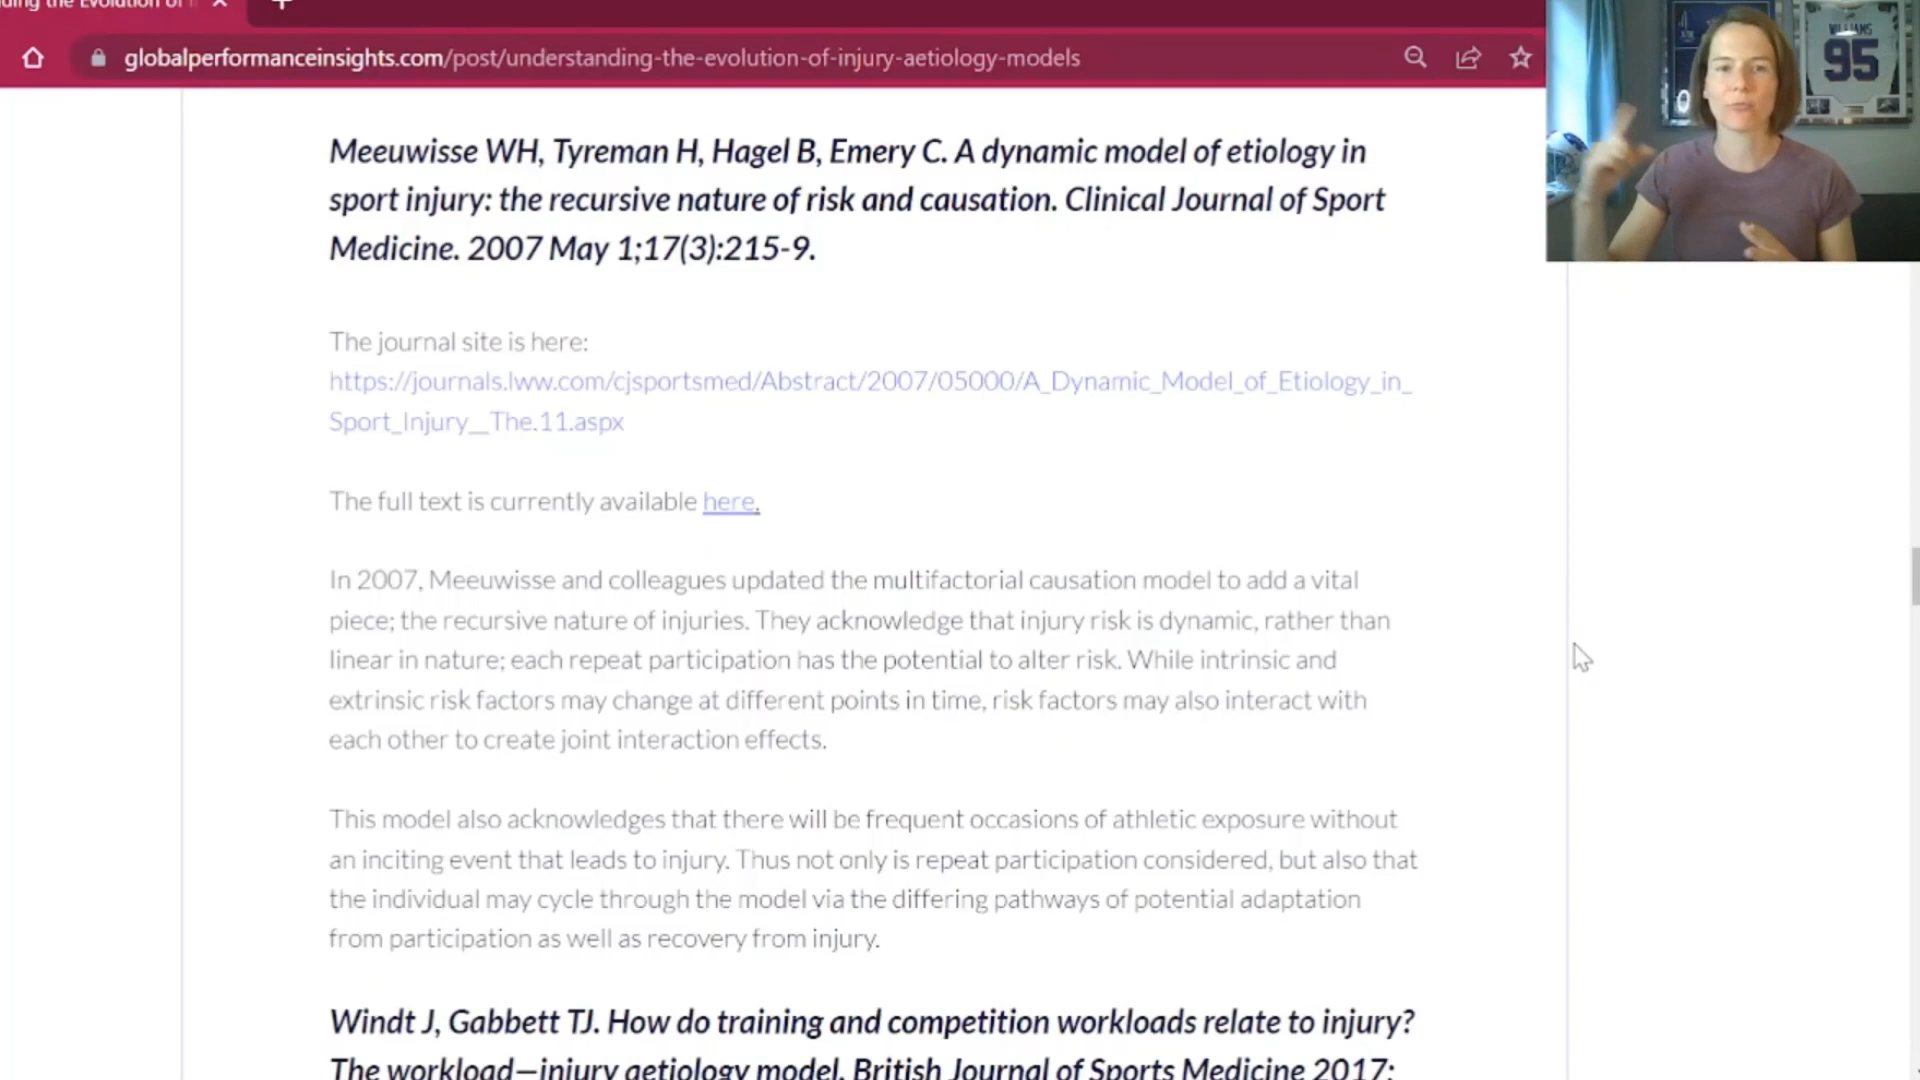 globalperformanceinsights.com/post/understanding-the-evolution-of-injury-aetiology-models
WILLIAMS
95
Meeuwisse WH, Tyreman H, Hagel B, Emery C. A dynamic model of etiology in
sport injury: the recursive nature of risk and causation. Clinical Journal of Sport
Medicine. 2007 May 1;17(3):215-9.
The journal site is here:
https://journals.lww.com/cjsportsmed/Abstract/2007/05000/A_Dynamic_Model_of_Etiology_in_
Sport_Injury__The.11.aspx
The full text is currently available here.
In 2007, Meeuwisse and colleagues updated the multifactorial causation model to add a vital
piece; the recursive nature of injuries. They acknowledge that injury risk is dynamic, rather than
linear in nature; each repeat participation has the potential to alter risk. While intrinsic and
extrinsic risk factors may change at different points in time, risk factors may also interact with
each other to create joint interaction effects.
This model also acknowledges that there will be frequent occasions of athletic exposure without
an inciting event that leads to injury. Thus not only is repeat participation considered, but also that
the individual may cycle through the model via the differing pathways of potential adaptation
from participation as well as recovery from injury.
Windt J, Gabbett TJ. How do training and competition workloads relate to injury?
The workload—injury aetiology model. British Journal of Sports Medicine 2017;